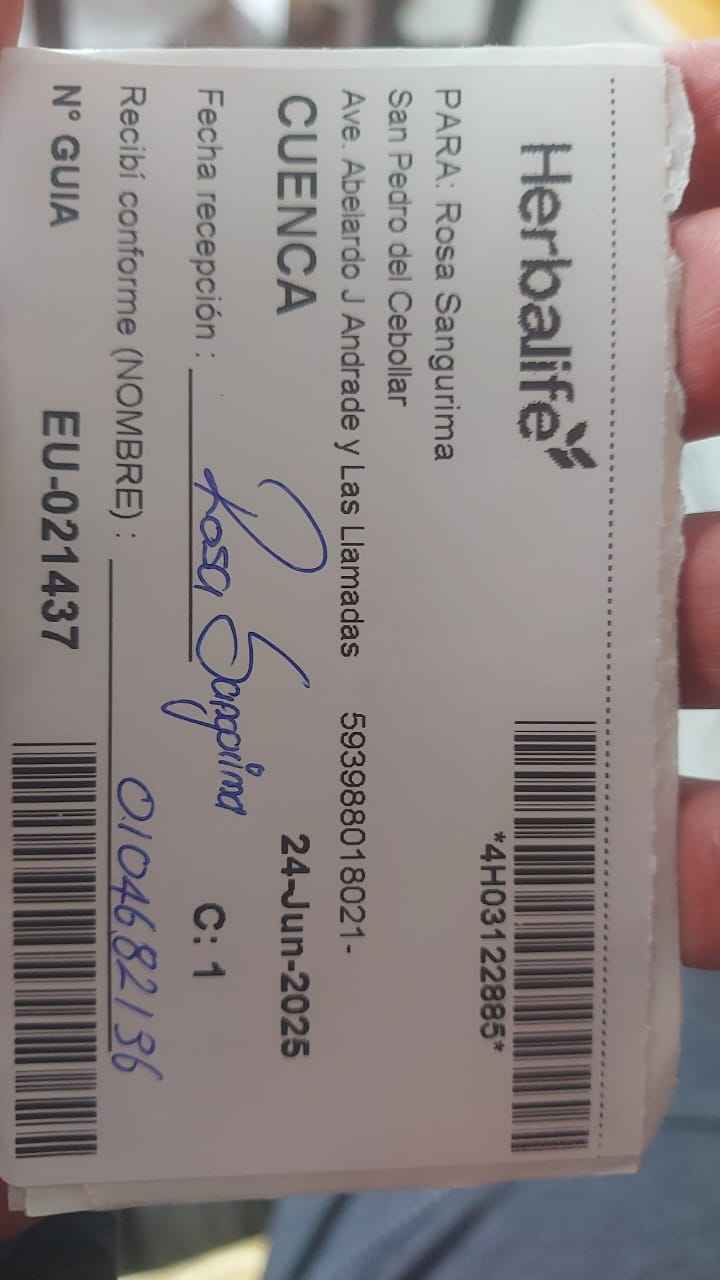 Herbalife
*4H03122885*
PARA: Rosa Sangurima
San Pedro del Cebollar
Ave. Abelardo J Andrade y Las Llamadas 593988018021-
CUENCA 24-Jun-2025
Fecha recepción : Rosa Sangurima C: 1
Recibí conforme (NOMBRE) : 0104682136
N° GUIA EU-021437